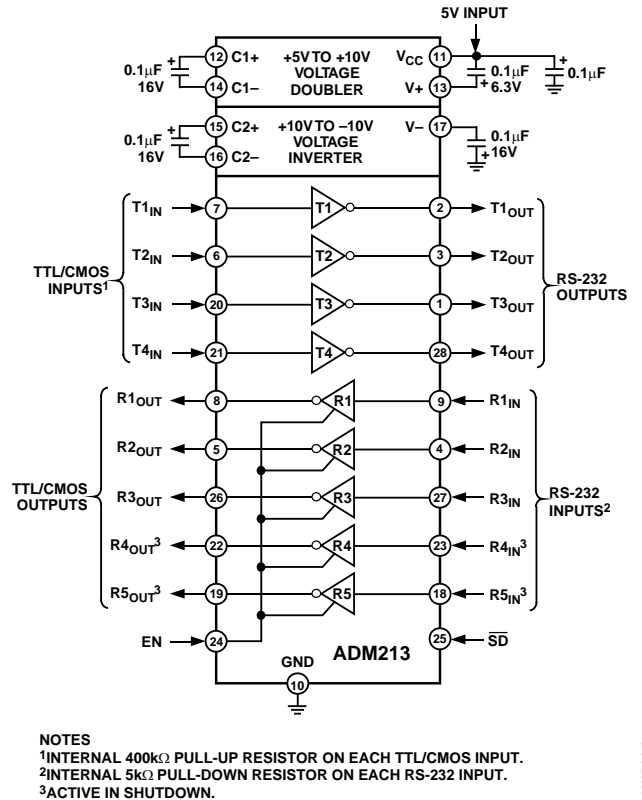 5V INPUT
12 C1+ +5V TO +10V VCC 11
0.1μF 16V
VOLTAGE
0.1μF 6.3V
0.1μF
14 C1– DOUBLER V+ 13
15 C2+ +10V TO –10V V– 17
0.1μF 16V
VOLTAGE
0.1μF 16V
16 C2– INVERTER
TTL/CMOS INPUTS1
T1IN 7 T1 2 T1OUT
T2IN 6 T2 3 T2OUT
T3IN 20 T3 1 T3OUT
T4IN 21 T4 28 T4OUT
RS-232 OUTPUTS
TTL/CMOS OUTPUTS
R1OUT 8 R1 9 R1IN
R2OUT 5 R2 4 R2IN
R3OUT 26 R3 27 R3IN
R4OUT3 22 R4 23 R4IN3
R5OUT3 19 R5 18 R5IN3
RS-232 INPUTS2
EN 24 ADM213 25 SD
GND
10
NOTES
1INTERNAL 400kΩ PULL-UP RESISTOR ON EACH TTL/CMOS INPUT.
2INTERNAL 5kΩ PULL-DOWN RESISTOR ON EACH RS-232 INPUT.
3ACTIVE IN SHUTDOWN.